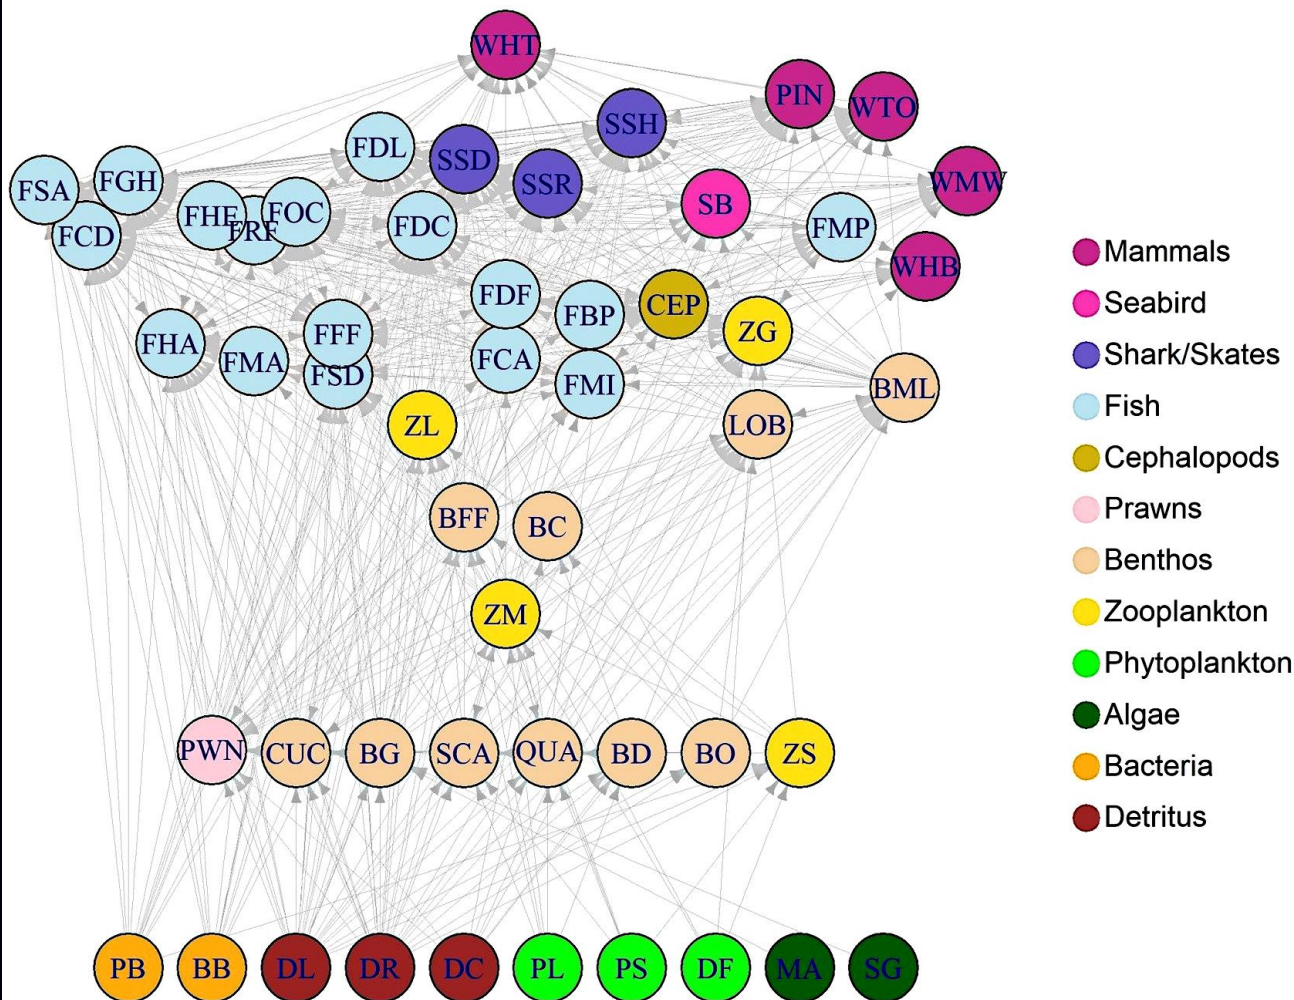 WHT
PIN
WTO
SSH
FDL
SSD
SSR
WMW
FSA
FGH
SB
FHE
FOC
FRF
FDC
FMP
FCD
WHB
FDF
CEP
FBP
ZG
FHA
FFF
FMA
FCA
FSD
FMI
BML
ZL
LOB
BFF
BC
ZM
PWN
CUC
BG
SCA
QUA
BD
BO
ZS
PB
BB
DL
DR
DC
PL
PS
DF
MA
SG
Mammals
Seabird
Shark/Skates
Fish
Cephalopods
Prawns
Benthos
Zooplankton
Phytoplankton
Algae
Bacteria
Detritus